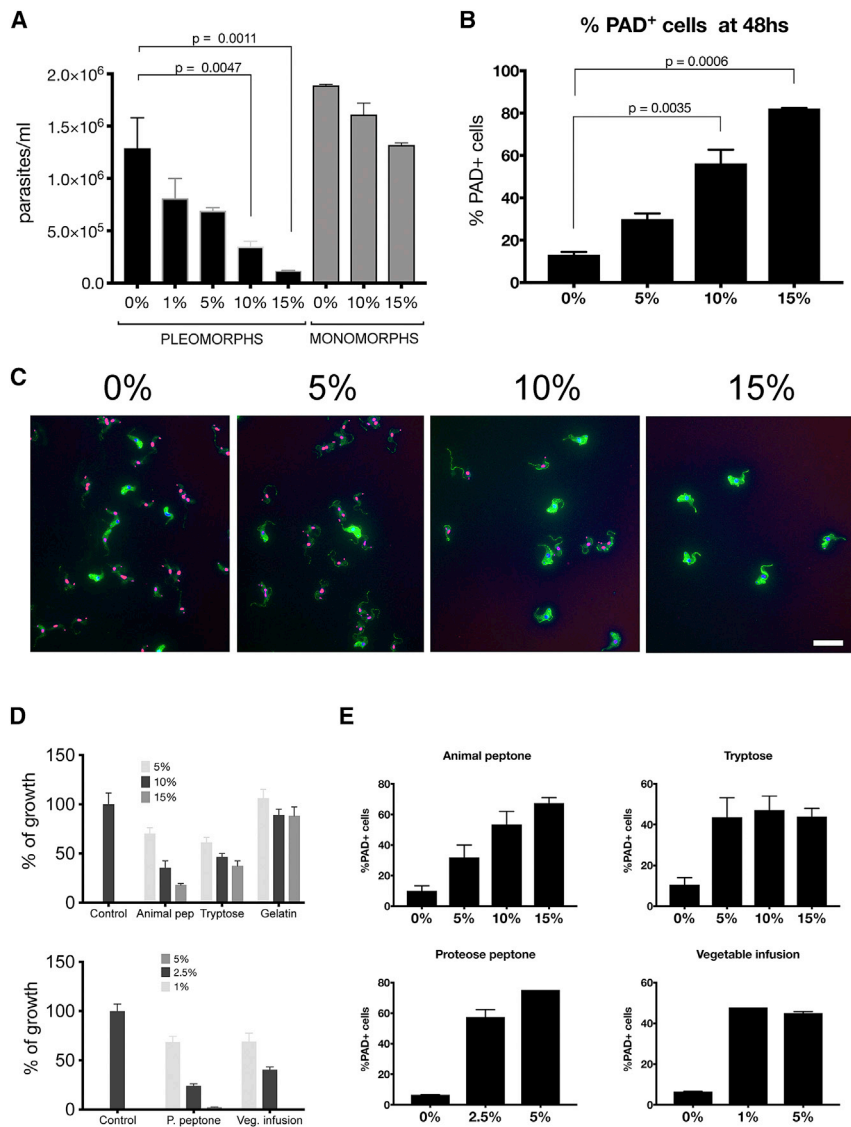 A
p = 0.0011
p = 0.0047
2.0×10⁶
1.5×10⁶
1.0×10⁶
5.0×10⁵
0.0
parasites/ml
0% 1% 5% 10% 15% 0% 10% 15%
PLEOMORPHS MONOMORPHS
B
% PAD⁺ cells at 48hs
p = 0.0006
p = 0.0035
100
80
60
40
20
0
% PAD+ cells
0% 5% 10% 15%
C
0% 5% 10% 15%
D
150
100
50
0
% of growth
5%
10%
15%
Control Animal pep Tryptose Gelatin
150
100
50
0
% of growth
5%
2.5%
1%
Control P. peptone Veg. infusion
E
Animal peptone
80
60
40
20
0
%PAD+ cells
0% 5% 10% 15%
Tryptose
60
40
20
0
%PAD+ cells
0% 5% 10% 15%
Proteose peptone
80
60
40
20
0
%PAD+ cells
0% 2.5% 5%
Vegetable infusion
60
40
20
0
%PAD+ cells
0% 1% 5%